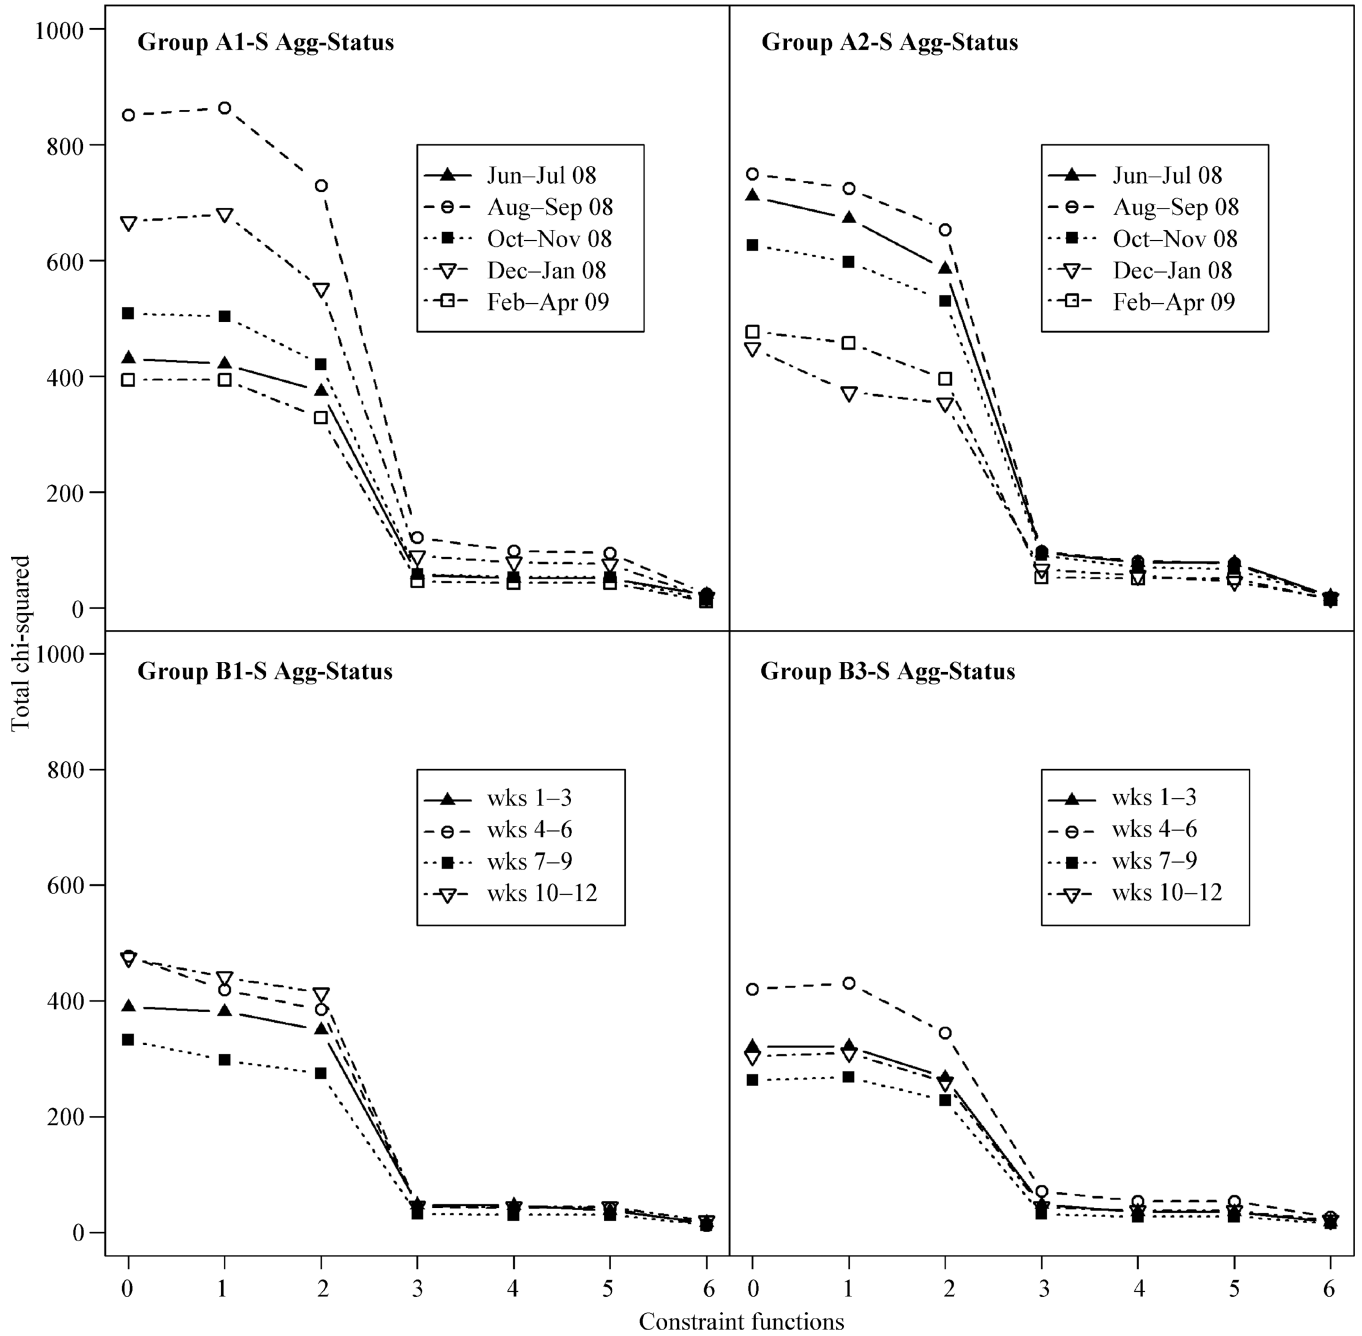 Group A1-S Agg-Status
1000
800
600
400
200
0
Jun–Jul 08
Aug–Sep 08
Oct–Nov 08
Dec–Jan 08
Feb–Apr 09
Group A2-S Agg-Status
Jun–Jul 08
Aug–Sep 08
Oct–Nov 08
Dec–Jan 08
Feb–Apr 09
Total chi-squared
Group B1-S Agg-Status
1000
800
600
400
200
0
wks 1–3
wks 4–6
wks 7–9
wks 10–12
Group B3-S Agg-Status
wks 1–3
wks 4–6
wks 7–9
wks 10–12
0 1 2 3 4 5 6
0 1 2 3 4 5 6
Constraint functions